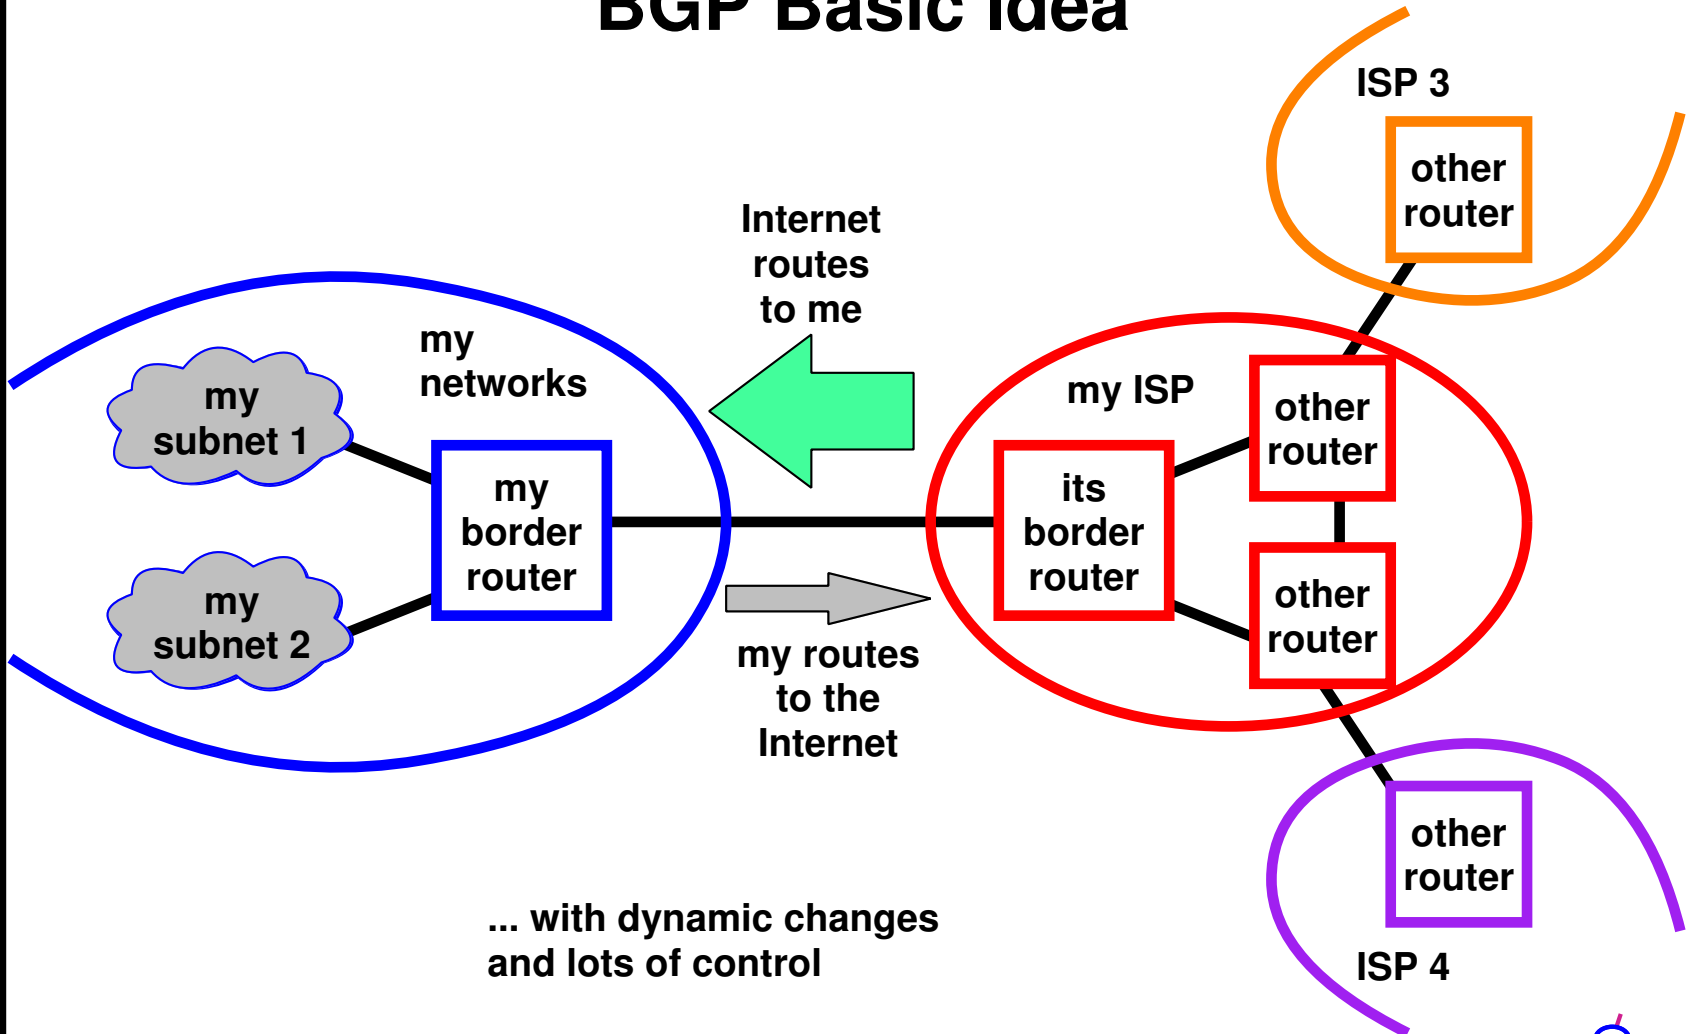 BGP Basic Idea
ISP 3
other
router
Internet
routes
to me
my
networks
my
subnet 1
my ISP
other
router
my
border
router
its
border
router
my
subnet 2
other
router
my routes
to the
Internet
other
router
... with dynamic changes
and lots of control
ISP 4